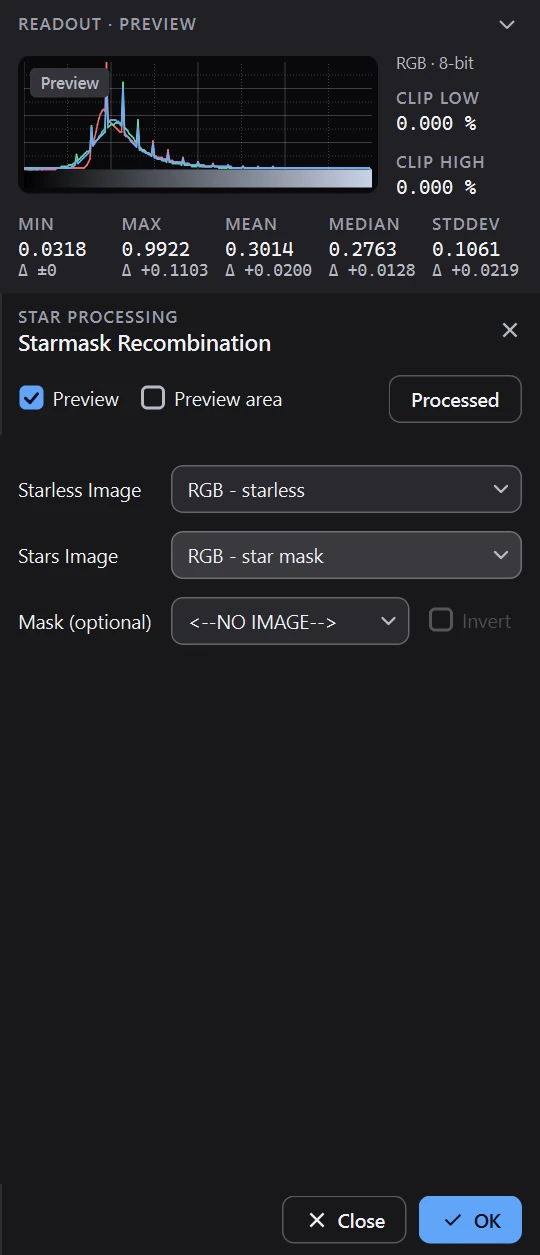 READOUT · PREVIEW
Preview
RGB · 8-bit
CLIP LOW
0.000 %
CLIP HIGH
0.000 %
MIN MAX MEAN MEDIAN STDDEV
0.0318 0.9922 0.3014 0.2763 0.1061
Δ ±0 Δ +0.1103 Δ +0.0200 Δ +0.0128 Δ +0.0219
STAR PROCESSING
Starmask Recombination
Preview Preview area Processed
Starless Image RGB - starless
Stars Image RGB - star mask
Mask (optional) <--NO IMAGE--> Invert
Close OK